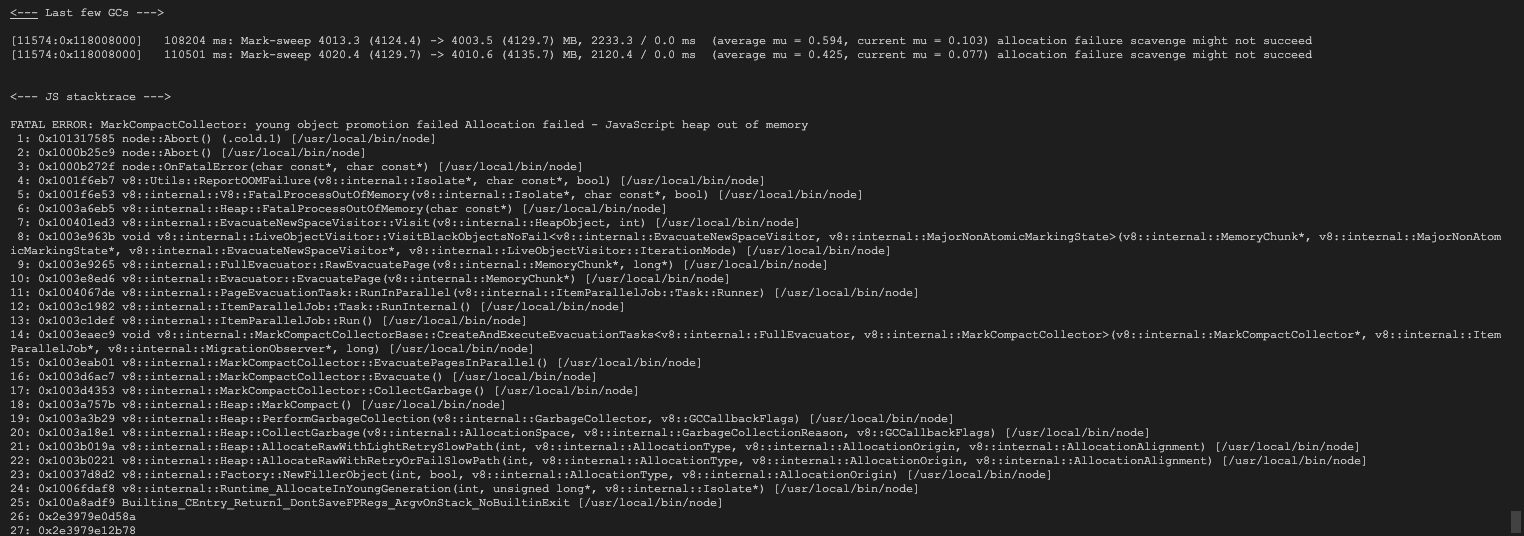 <--- Last few GCs --->
[11574:0x118008000]   108204 ms: Mark-sweep 4013.3 (4124.4) -> 4003.5 (4129.7) MB, 2233.3 / 0.0 ms  (average mu = 0.594, current mu = 0.103) allocation failure scavenge might not succeed
[11574:0x118008000]   110501 ms: Mark-sweep 4020.4 (4129.7) -> 4010.6 (4135.7) MB, 2120.4 / 0.0 ms  (average mu = 0.425, current mu = 0.077) allocation failure scavenge might not succeed
<--- JS stacktrace --->
FATAL ERROR: MarkCompactCollector: young object promotion failed Allocation failed - JavaScript heap out of memory
 1: 0x101317585 node::Abort() (.cold.1) [/usr/local/bin/node]
 2: 0x1000b25c9 node::Abort() [/usr/local/bin/node]
 3: 0x1000b272f node::OnFatalError(char const*, char const*) [/usr/local/bin/node]
 4: 0x1001f6eb7 v8::Utils::ReportOOMFailure(v8::internal::Isolate*, char const*, bool) [/usr/local/bin/node]
 5: 0x1001f6e53 v8::internal::V8::FatalProcessOutOfMemory(v8::internal::Isolate*, char const*, bool) [/usr/local/bin/node]
 6: 0x1003a6eb5 v8::internal::Heap::FatalProcessOutOfMemory(char const*) [/usr/local/bin/node]
 7: 0x100401ed3 v8::internal::EvacuateNewSpaceVisitor::Visit(v8::internal::HeapObject, int) [/usr/local/bin/node]
 8: 0x1003e963b void v8::internal::LiveObjectVisitor::VisitBlackObjectsNoFail<v8::internal::EvacuateNewSpaceVisitor, v8::internal::MajorNonAtomicMarkingState>(v8::internal::MemoryChunk*, v8::internal::MajorNonAtom
icMarkingState*, v8::internal::EvacuateNewSpaceVisitor*, v8::internal::LiveObjectVisitor::IterationMode) [/usr/local/bin/node]
 9: 0x1003e9265 v8::internal::FullEvacuator::RawEvacuatePage(v8::internal::MemoryChunk*, long*) [/usr/local/bin/node]
10: 0x1003e8ed6 v8::internal::Evacuator::EvacuatePage(v8::internal::MemoryChunk*) [/usr/local/bin/node]
11: 0x1004067de v8::internal::PageEvacuationTask::RunInParallel(v8::internal::ItemParallelJob::Task::Runner) [/usr/local/bin/node]
12: 0x1003c1982 v8::internal::ItemParallelJob::Task::RunInternal() [/usr/local/bin/node]
13: 0x1003c1def v8::internal::ItemParallelJob::Run() [/usr/local/bin/node]
14: 0x1003eaec9 void v8::internal::MarkCompactCollectorBase::CreateAndExecuteEvacuationTasks<v8::internal::FullEvacuator, v8::internal::MarkCompactCollector>(v8::internal::MarkCompactCollector*, v8::internal::Item
ParallelJob*, v8::internal::MigrationObserver*, long) [/usr/local/bin/node]
15: 0x1003eab01 v8::internal::MarkCompactCollector::EvacuatePagesInParallel() [/usr/local/bin/node]
16: 0x1003d6ac7 v8::internal::MarkCompactCollector::Evacuate() [/usr/local/bin/node]
17: 0x1003d4353 v8::internal::MarkCompactCollector::CollectGarbage() [/usr/local/bin/node]
18: 0x1003a757b v8::internal::Heap::MarkCompact() [/usr/local/bin/node]
19: 0x1003a3b29 v8::internal::Heap::PerformGarbageCollection(v8::internal::GarbageCollector, v8::GCCallbackFlags) [/usr/local/bin/node]
20: 0x1003a18e1 v8::internal::Heap::CollectGarbage(v8::internal::AllocationSpace, v8::internal::GarbageCollectionReason, v8::GCCallbackFlags) [/usr/local/bin/node]
21: 0x1003b019a v8::internal::Heap::AllocateRawWithLightRetrySlowPath(int, v8::internal::AllocationType, v8::internal::AllocationOrigin, v8::internal::AllocationAlignment) [/usr/local/bin/node]
22: 0x1003b0221 v8::internal::Heap::AllocateRawWithRetryOrFailSlowPath(int, v8::internal::AllocationType, v8::internal::AllocationOrigin, v8::internal::AllocationAlignment) [/usr/local/bin/node]
23: 0x10037d8d2 v8::internal::Factory::NewFillerObject(int, bool, v8::internal::AllocationType, v8::internal::AllocationOrigin) [/usr/local/bin/node]
24: 0x1006fdaf8 v8::internal::Runtime_AllocateInYoungGeneration(int, unsigned long*, v8::internal::Isolate*) [/usr/local/bin/node]
25: 0x100a8adf9 Builtins_CEntry_Return1_DontSaveFPRegs_ArgvOnStack_NoBuiltinExit [/usr/local/bin/node]
26: 0x2e3979e0d58a
27: 0x2e3979e12b78